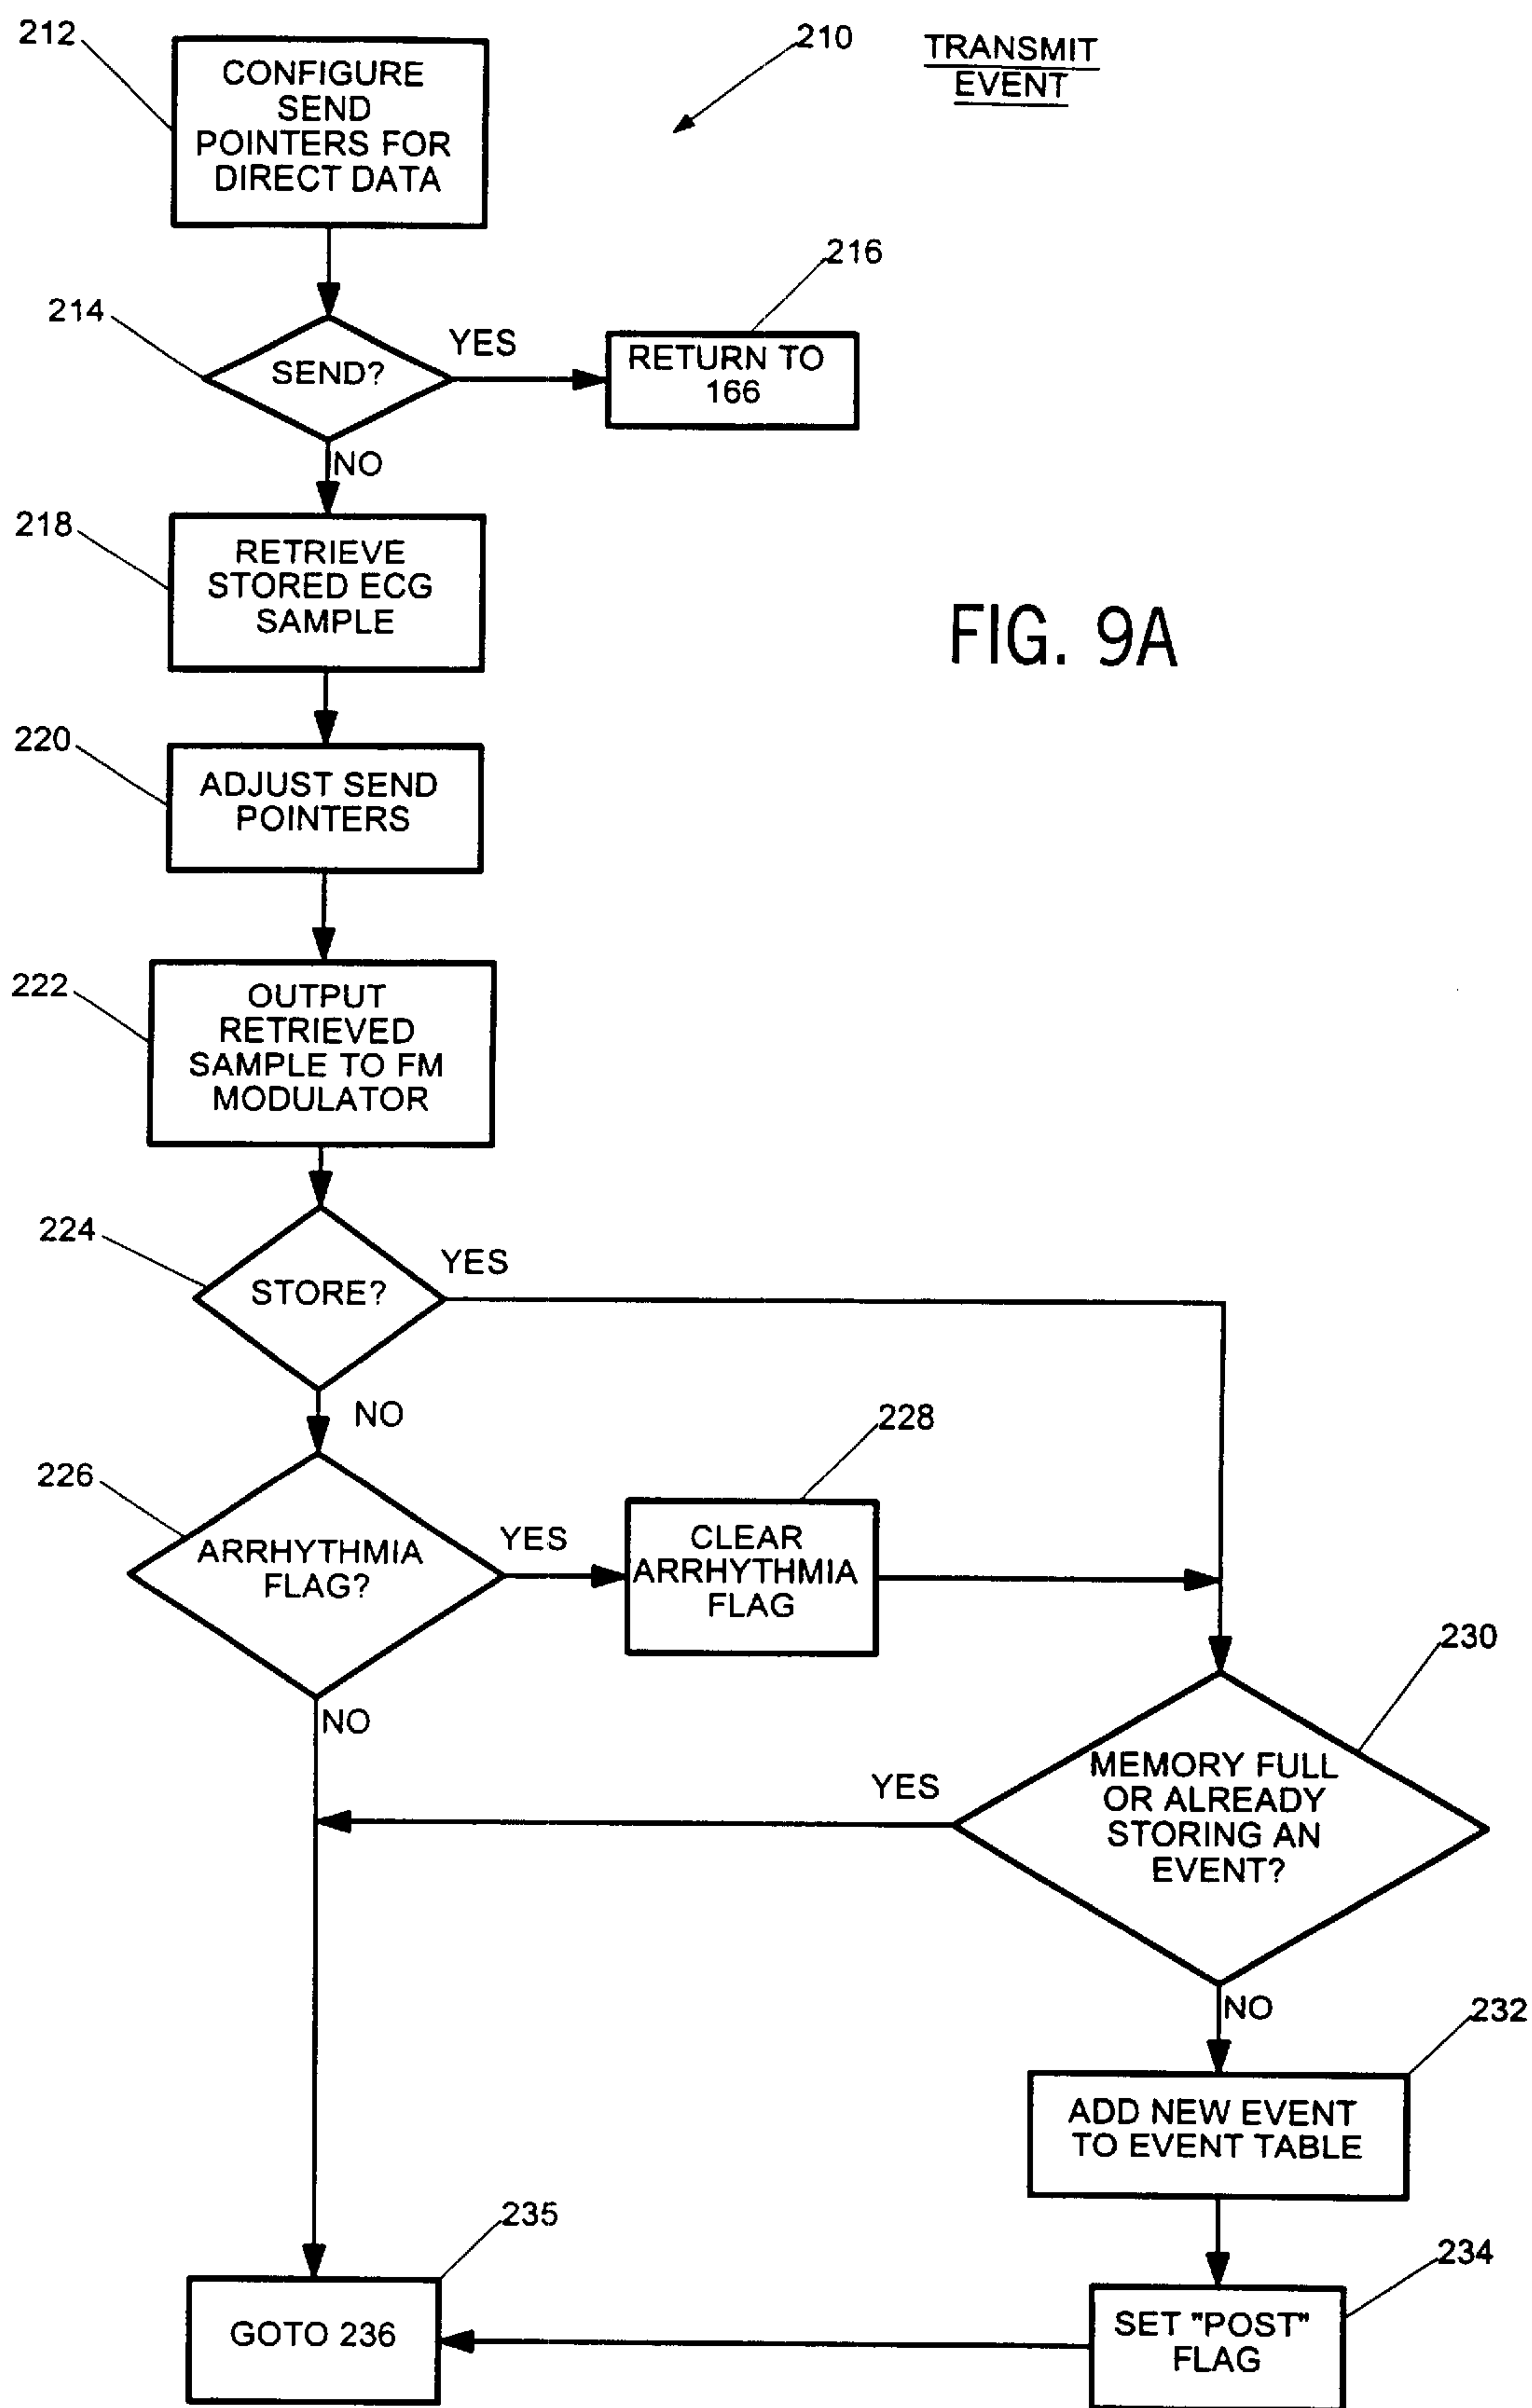 212
210
TRANSMIT
EVENT
CONFIGURE
SEND
POINTERS FOR
DIRECT DATA
216
214
SEND?
YES
RETURN TO
166
NO
218
RETRIEVE
STORED ECG
SAMPLE
FIG. 9A
220
ADJUST SEND
POINTERS
222
OUTPUT
RETRIEVED
SAMPLE TO FM
MODULATOR
224
STORE?
YES
NO
228
226
ARRHYTHMIA
FLAG?
YES
CLEAR
ARRHYTHMIA
FLAG
230
NO
YES
MEMORY FULL
OR ALREADY
STORING AN
EVENT?
NO
232
ADD NEW EVENT
TO EVENT TABLE
235
234
GOTO 236
SET "POST"
FLAG